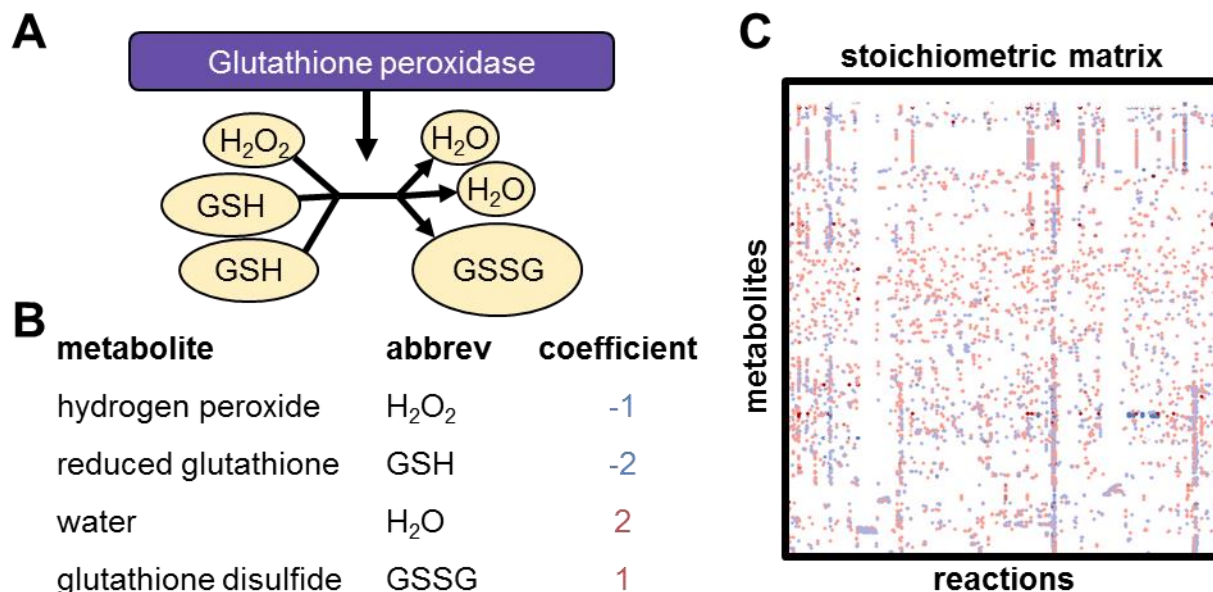 A
Glutathione peroxidase
H₂O₂
H₂O
GSH
H₂O
GSH
GSSG
B
metabolite abbrev coefficient
hydrogen peroxide H₂O₂ -1
reduced glutathione GSH -2
water H₂O 2
glutathione disulfide GSSG 1
C
stoichiometric matrix
metabolites
reactions